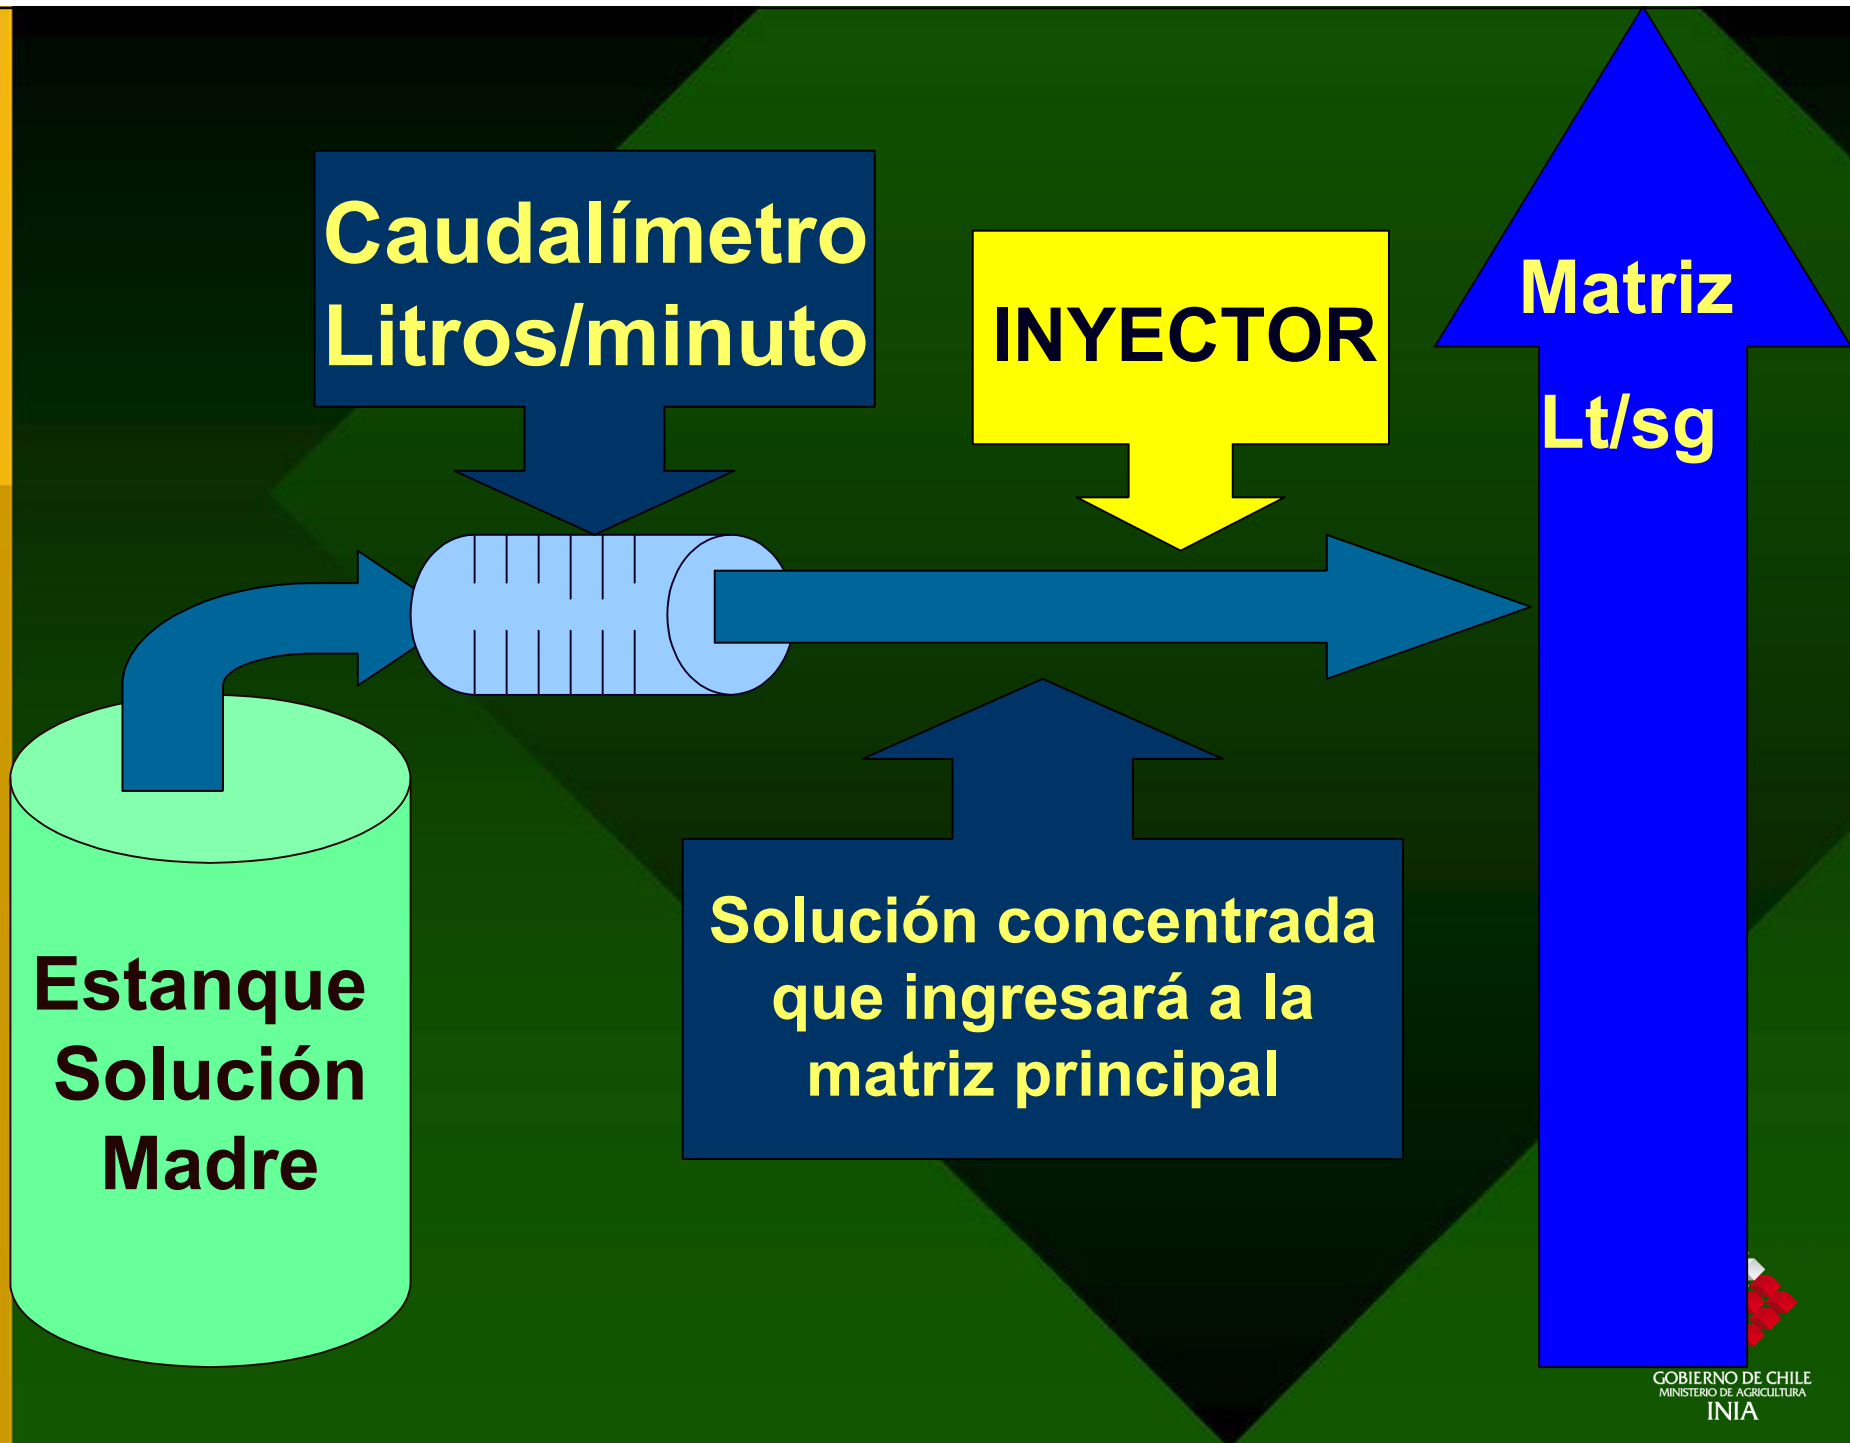 Caudalímetro
Litros/minuto
INYECTOR
Matriz
Lt/sg
Estanque
Solución
Madre
Solución concentrada
que ingresará a la
matriz principal
GOBIERNO DE CHILE
MINISTERIO DE AGRICULTURA
INIA